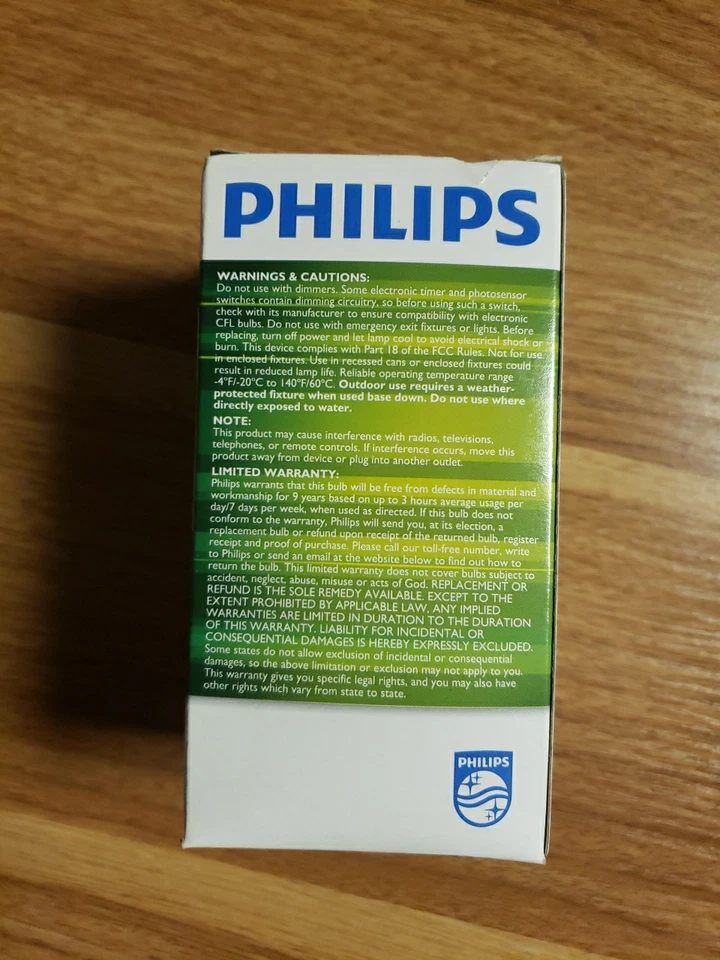 PHILIPS
WARNINGS & CAUTIONS:
Do not use with dimmers. Some electronic timer and photosensor
switches contain dimming circuitry, so before using such a switch,
check with its manufacturer to ensure compatibility with electronic
CFL bulbs. Do not use with emergency exit fixtures or lights. Before
replacing, turn off power and let lamp cool to avoid electrical shock or
burn. This device complies with Part 18 of the FCC Rules. Not for use
in enclosed fixtures. Use in recessed cans or enclosed fixtures could
result in reduced lamp life. Reliable operating temperature range
-4°F/-20°C to 140°F/60°C. Outdoor use requires a weather-
protected fixture when used base down. Do not use where
directly exposed to water.
NOTE:
This product may cause interference with radios, televisions,
telephones, or remote controls. If interference occurs, move this
product away from device or plug into another outlet.
LIMITED WARRANTY:
Philips warrants that this bulb will be free from defects in material and
workmanship for 9 years based on up to 3 hours average usage per
day/7 days per week, when used as directed. If this bulb does not
conform to the warranty, Philips will send you, at its election, a
replacement bulb or refund upon receipt of the returned bulb, register
receipt and proof of purchase. Please call our toll-free number, write
to Philips or send an email at the website below to find out how to
return the bulb. This limited warranty does not cover bulbs subject to
accident, neglect, abuse, misuse or acts of God. REPLACEMENT OR
REFUND IS THE SOLE REMEDY AVAILABLE. EXCEPT TO THE
EXTENT PROHIBITED BY APPLICABLE LAW, ANY IMPLIED
WARRANTIES ARE LIMITED IN DURATION TO THE DURATION
OF THIS WARRANTY. LIABILITY FOR INCIDENTAL OR
CONSEQUENTIAL DAMAGES IS HEREBY EXPRESSLY EXCLUDED.
Some states do not allow exclusion of incidental or consequential
damages, so the above limitation or exclusion may not apply to you.
This warranty gives you specific legal rights, and you may also have
other rights which vary from state to state.
PHILIPS